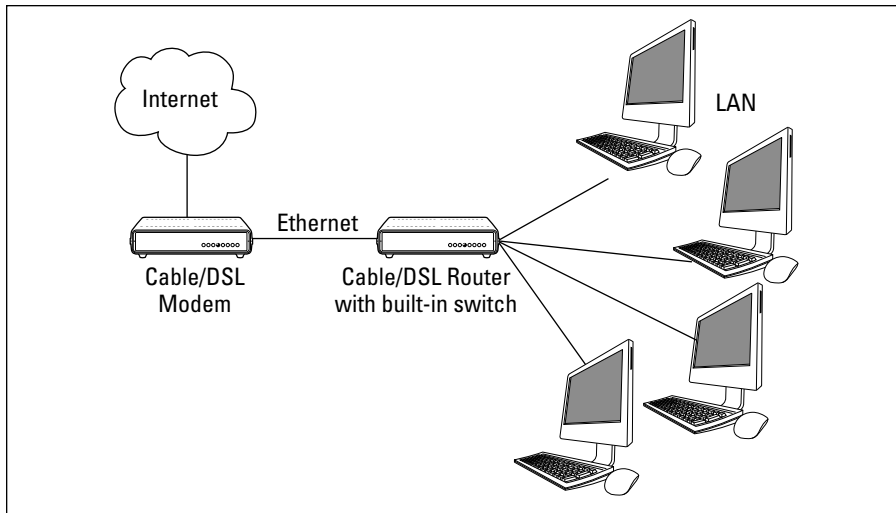 Internet
LAN
Ethernet
Cable/DSL
Modem
Cable/DSL Router
with built-in switch